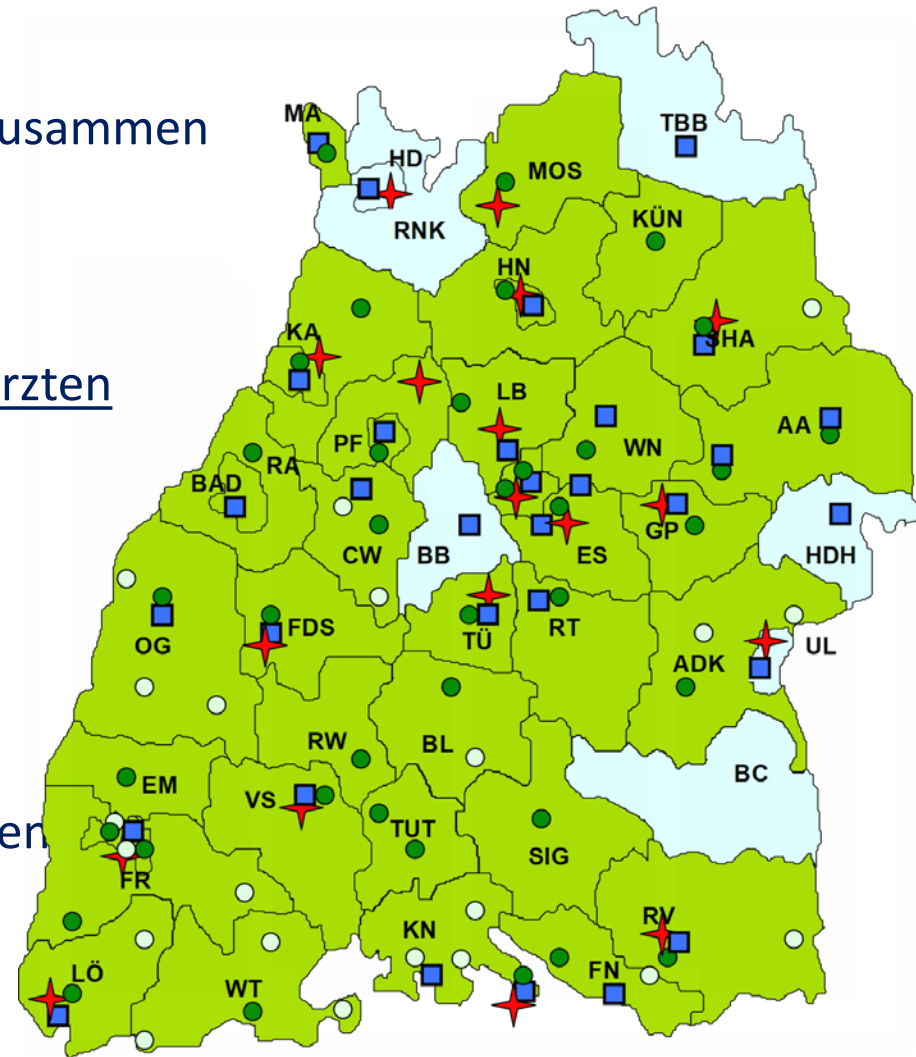 MA
usammen
TBB
HD
MOS
RNK
KÜN
HN
KA
SHA
rzten
LB
AA
PF
WN
RA
BAD
GP
CW
BB
ES
HDH
FDS
TÜ
RT
OG
UL
ADK
RW
BL
BC
EM
VS
TUT
en
SIG
FR
RV
KN
LÖ
FN
WT